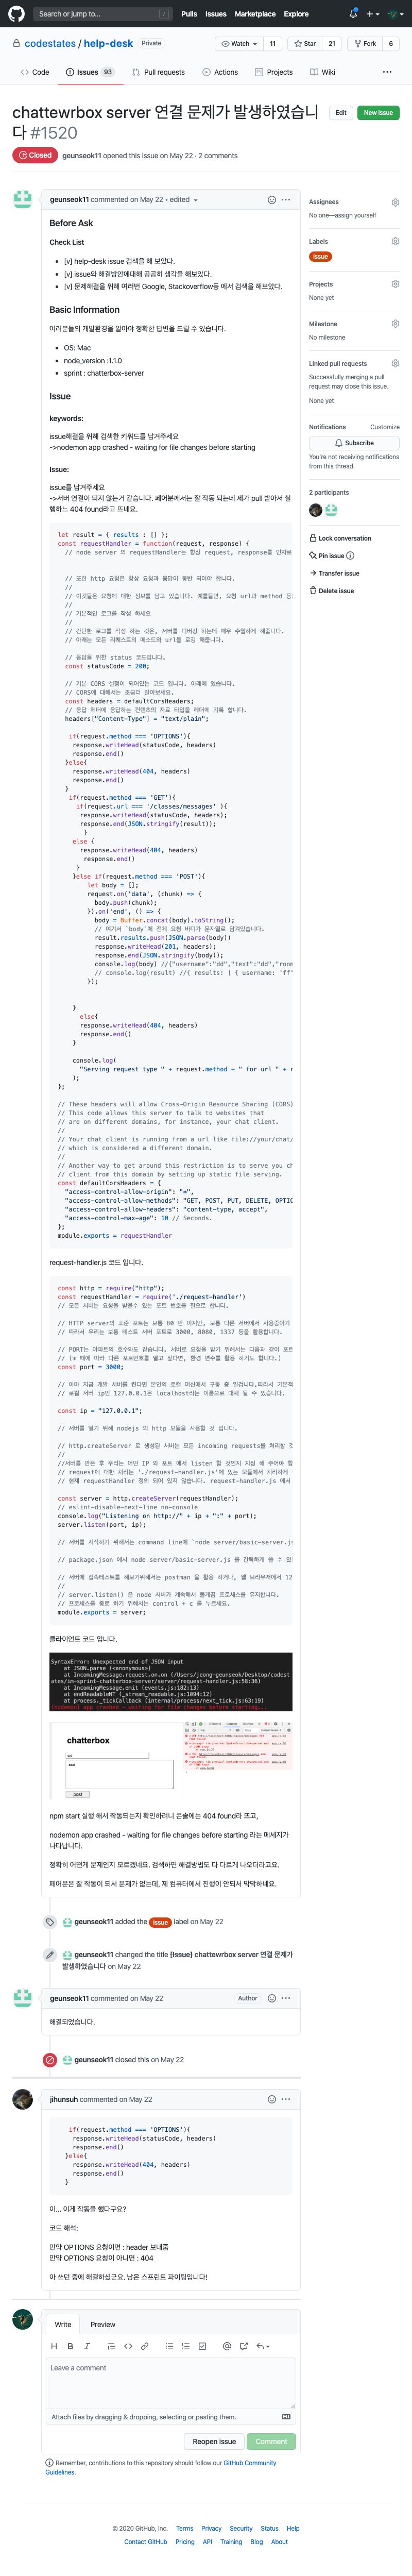 Search or jump to...
/
Pulls Issues Marketplace Explore
codestates / help-desk Private
Watch 11 Star 21 Fork 6
Code Issues 93 Pull requests Actions Projects Wiki
chattewrbox server 연결 문제가 발생하였습니
다 #1520
Edit New issue
Closed geunseok11 opened this issue on May 22 · 2 comments
geunseok11 commented on May 22 • edited
Before Ask
Check List
[v] help-desk issue 검색을 해 보았다.
[v] issue와 해결방안에대해 곰곰히 생각을 해보았다.
[v] 문제해결을 위해 여러번 Google, Stackoverflow등 에서 검색을 해보았다.
Basic Information
여러분들의 개발환경을 알아야 정확한 답변을 드릴 수 있습니다.
OS: Mac
node_version :1.1.0
sprint : chatterbox-server
Issue
keywords:
issue해결을 위해 검색한 키워드를 남겨주세요
->nodemon app crashed - waiting for file changes before starting
Issue:
issue를 남겨주세요
->서버 연결이 되지 않는거 같습니다. 페어분께서는 잘 작동 되는데 제가 pull 받아서 실
행하느 404 found라고 뜨네요.
let result = { results : [] };
const requestHandler = function(request, response) {
// node server 의 requestHandler는 항상 request, response를 인자로
// 또한 http 요청은 항상 요청과 응답이 동반 되어야 합니다.
//
// 이것들은 요청에 대한 정보를 담고 있습니다. 예를들면, 요청 url과 method 등
//
// 기본적인 로그를 작성 하세요
//
// 간단한 로그를 작성 하는 것은, 서버를 디버깅 하는데 매우 수월하게 해줍니다.
// 아래는 모든 리퀘스트의 메소드와 url을 로깅 해줍니다.
// 응답을 위한 status 코드입니다.
const statusCode = 200;
// 기본 CORS 설정이 되어있는 코드 입니다. 아래에 있습니다.
// CORS에 대해서는 조금더 알아보세요.
const headers = defaultCorsHeaders;
// 응답 헤더에 응답하는 컨텐츠의 자료 타입을 헤더에 기록 합니다.
headers["Content-Type"] = "text/plain";
if(request.method === 'OPTIONS'){
response.writeHead(statusCode, headers)
response.end()
}else{
response.writeHead(404, headers)
response.end()
}
if(request.method === 'GET'){
if(request.url === '/classes/messages' ){
response.writeHead(statusCode, headers);
response.end(JSON.stringify(result));
}
else {
response.writeHead(404, headers)
response.end()
}
}else if(request.method === 'POST'){
let body = [];
request.on('data', (chunk) => {
body.push(chunk);
}).on('end', () => {
body = Buffer.concat(body).toString();
// 여기서 `body`에 전체 요청 바디가 문자열로 담겨있습니다.
result.results.push(JSON.parse(body))
response.writeHead(201, headers);
response.end(JSON.stringify(body));
console.log(body) //{"username":"dd","text":"dd","room
// console.log(result) //{ results: [ { username: 'ff'
});
}
else{
response.writeHead(404, headers)
response.end()
}
console.log(
"Serving request type " + request.method + " for url " + r
);
};
// These headers will allow Cross-Origin Resource Sharing (CORS)
// This code allows this server to talk to websites that
// are on different domains, for instance, your chat client.
//
// Your chat client is running from a url like file://your/chat/
// which is considered a different domain.
//
// Another way to get around this restriction is to serve you ch
// client from this domain by setting up static file serving.
const defaultCorsHeaders = {
"access-control-allow-origin": "*",
"access-control-allow-methods": "GET, POST, PUT, DELETE, OPTIO
"access-control-allow-headers": "content-type, accept",
"access-control-max-age": 10 // Seconds.
};
module.exports = requestHandler
request-handler.js 코드 입니다.
const http = require("http");
const requestHandler = require('./request-handler')
// 모든 서버는 요청을 받을수 있는 포트 번호를 필요로 합니다.
// HTTP server의 표준 포트는 보통 80 번 이지만, 보통 다른 서버에서 사용중이기
// 따라서 우리는 보통 테스트 서버 포트로 3000, 8080, 1337 등을 활용합니다.
// PORT는 아파트의 호수와도 같습니다. 서버로 요청을 받기 위해서는 다음과 같이 포트
// (※ 때에 따라 다른 포트번호를 열고 싶다면, 환경 변수를 활용 하기도 합니다.)
const port = 3000;
// 아마 지금 개발 서버를 켠다면 본인의 로컬 머신에서 구동 중 일겁니다.따라서 기본적
// 로컬 서버 ip인 127.0.0.1은 localhost라는 이름으로 대체 될 수 있습니다.
const ip = "127.0.0.1";
// 서버를 열기 위해 nodejs 의 http 모듈을 사용할 것 입니다.
// http.createServer 로 생성된 서버는 모든 incoming requests를 처리할 것
//
//서버를 만든 후 우리는 어떤 IP 와 포트 에서 listen 할 것인지 지정 해 주어야 합
// request에 대한 처리는 './request-handler.js'에 있는 모듈에서 처리하게
// 현재 requestHandler 정의 되어 있지 않습니다. request-handler.js 에서
const server = http.createServer(requestHandler);
// eslint-disable-next-line no-console
console.log("Listening on http://" + ip + ":" + port);
server.listen(port, ip);
// 서버를 시작하기 위해서는 command line에 `node server/basic-server.js
// package.json 에서 node server/basic-server.js 를 간략하게 쓸 수 있
// 서버에 접속테스트를 해보기위해서는 postman 을 활용 하거나, 웹 브라우저에서 12
//
// server.listen() 은 node 서버가 계속해서 돌게끔 프로세스를 유지합니다.
// 프로세스를 종료 하기 위해서는 control + c 를 누르세요.
module.exports = server;
클라이언트 코드 입니다.
SyntaxError: Unexpected end of JSON input
at JSON.parse (<anonymous>)
at IncomingMessage.request.on.on (/Users/jeong-geunseok/Desktop/codest
ates/im-sprint-chatterbox-server/server/request-handler.js:58:36)
at IncomingMessage.emit (events.js:182:13)
at endReadableNT (_stream_readable.js:1094:12)
at process._tickCallback (internal/process/next_tick.js:63:19)
[nodemon] app crashed - waiting for file changes before starting...
chatterbox
post
npm start 실행 해서 작동되는지 확인하려니 콘솔에는 404 found라 뜨고,
nodemon app crashed - waiting for file changes before starting 라는 메세지가
나타납니다.
정확히 어떤게 문제인지 모르겠네요. 검색하면 해결방법도 다 다르게 나오더라고요.
페어분은 잘 작동이 되서 문제가 없는데, 제 컴퓨터에서 진행이 안되서 막막하네요.
geunseok11 added the issue label on May 22
geunseok11 changed the title [issue] chattewrbox server 연결 문제가
발생하였습니다 on May 22
geunseok11 commented on May 22 Author
해결되었습니다.
geunseok11 closed this on May 22
jihunsuh commented on May 22
if(request.method === 'OPTIONS'){
response.writeHead(statusCode, headers)
response.end()
}else{
response.writeHead(404, headers)
response.end()
}
이... 이게 작동을 했다구요?
코드 해석:
만약 OPTIONS 요청이면 : header 보내줌
만약 OPTIONS 요청이 아니면 : 404
아 쓰던 중에 해결하셨군요. 남은 스프린트 파이팅입니다!
Write Preview
Leave a comment
Attach files by dragging & dropping, selecting or pasting them.
Reopen issue Comment
Remember, contributions to this repository should follow our GitHub Community
Guidelines.
Assignees
No one—assign yourself
Labels
issue
Projects
None yet
Milestone
No milestone
Linked pull requests
Successfully merging a pull
request may close this issue.
None yet
Notifications Customize
Subscribe
You're not receiving notifications
from this thread.
2 participants
Lock conversation
Pin issue
Transfer issue
Delete issue
© 2020 GitHub, Inc. Terms Privacy Security Status Help
Contact GitHub Pricing API Training Blog About